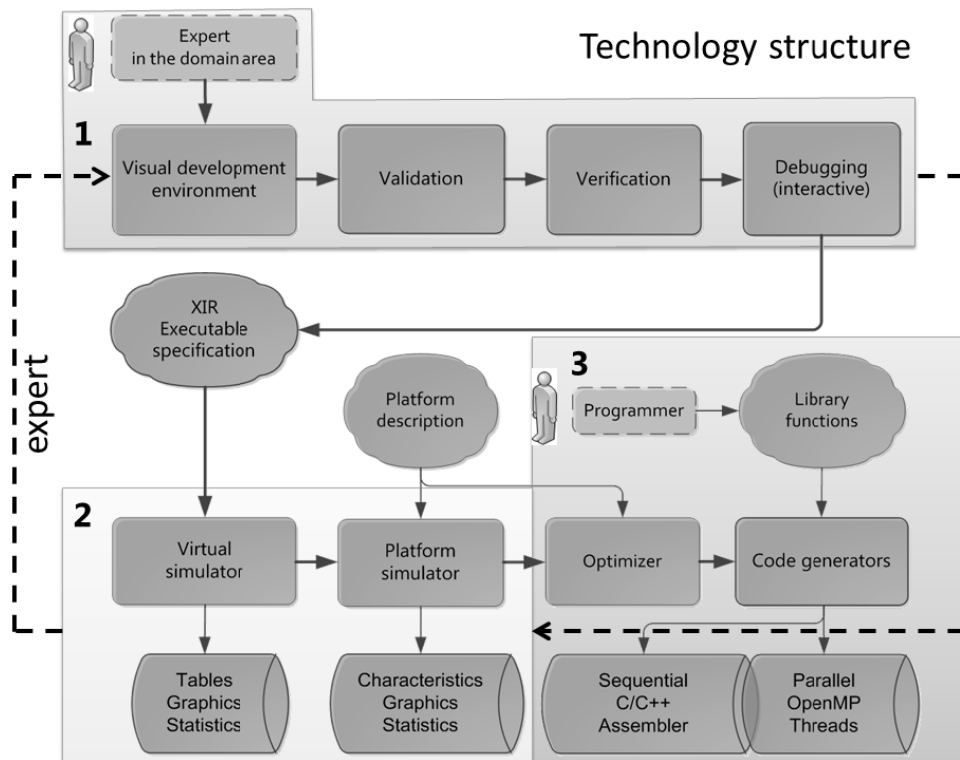 Technology structure
Expert
in the domain area
1
Visual development
environment
Validation
Verification
Debugging
(interactive)
XIR
Executable
specification
expert
Platform
description
3
Programmer
Library
functions
2
Virtual
simulator
Platform
simulator
Optimizer
Code generators
Tables
Graphics
Statistics
Characteristics
Graphics
Statistics
Sequential
C/C++
Assembler
Parallel
OpenMP
Threads